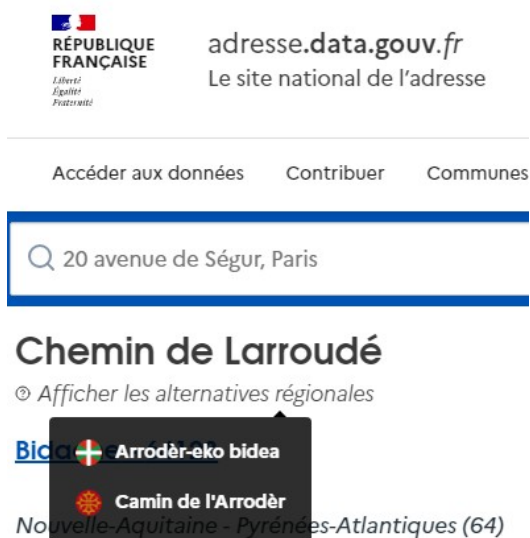 RÉPUBLIQUE
FRANÇAISE
Liberté
Égalité
Fraternité
adresse.data.gouv.fr
Le site national de l’adresse
Accéder aux données Contribuer Communes
20 avenue de Ségur, Paris
Chemin de Larroudé
Afficher les alternatives régionales
Arrodèr-eko bidea
Camin de l'Arrodèr
Nouvelle-Aquitaine - Pyrénées-Atlantiques (64)